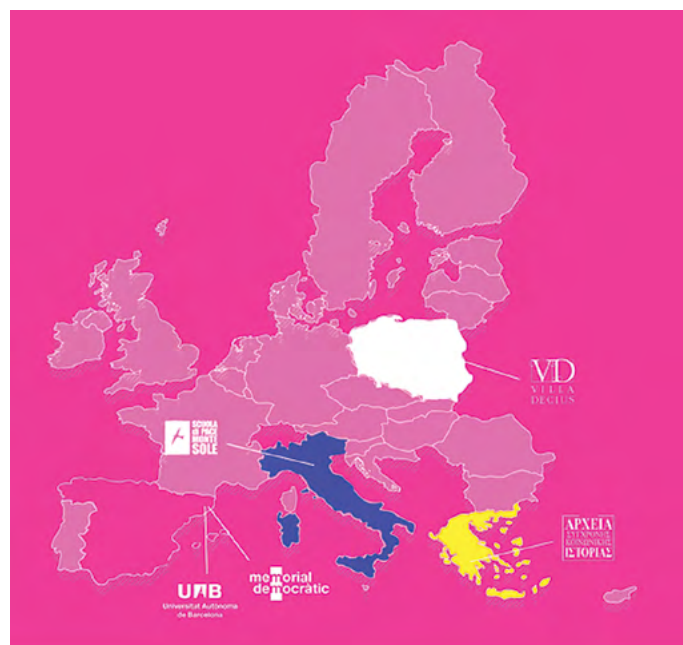 VD
VILLA
DECIUS
SCUOLA
di PACE
MONTE
SOLE
ΑΡΧΕΙΑ
ΣΥΓΧΡΟΝΗΣ
ΚΟΙΝΩΝΙΚΗΣ
ΙΣΤΟΡΙΑΣ
UAB
Universitat Autònoma
de Barcelona
memorial
democràtic